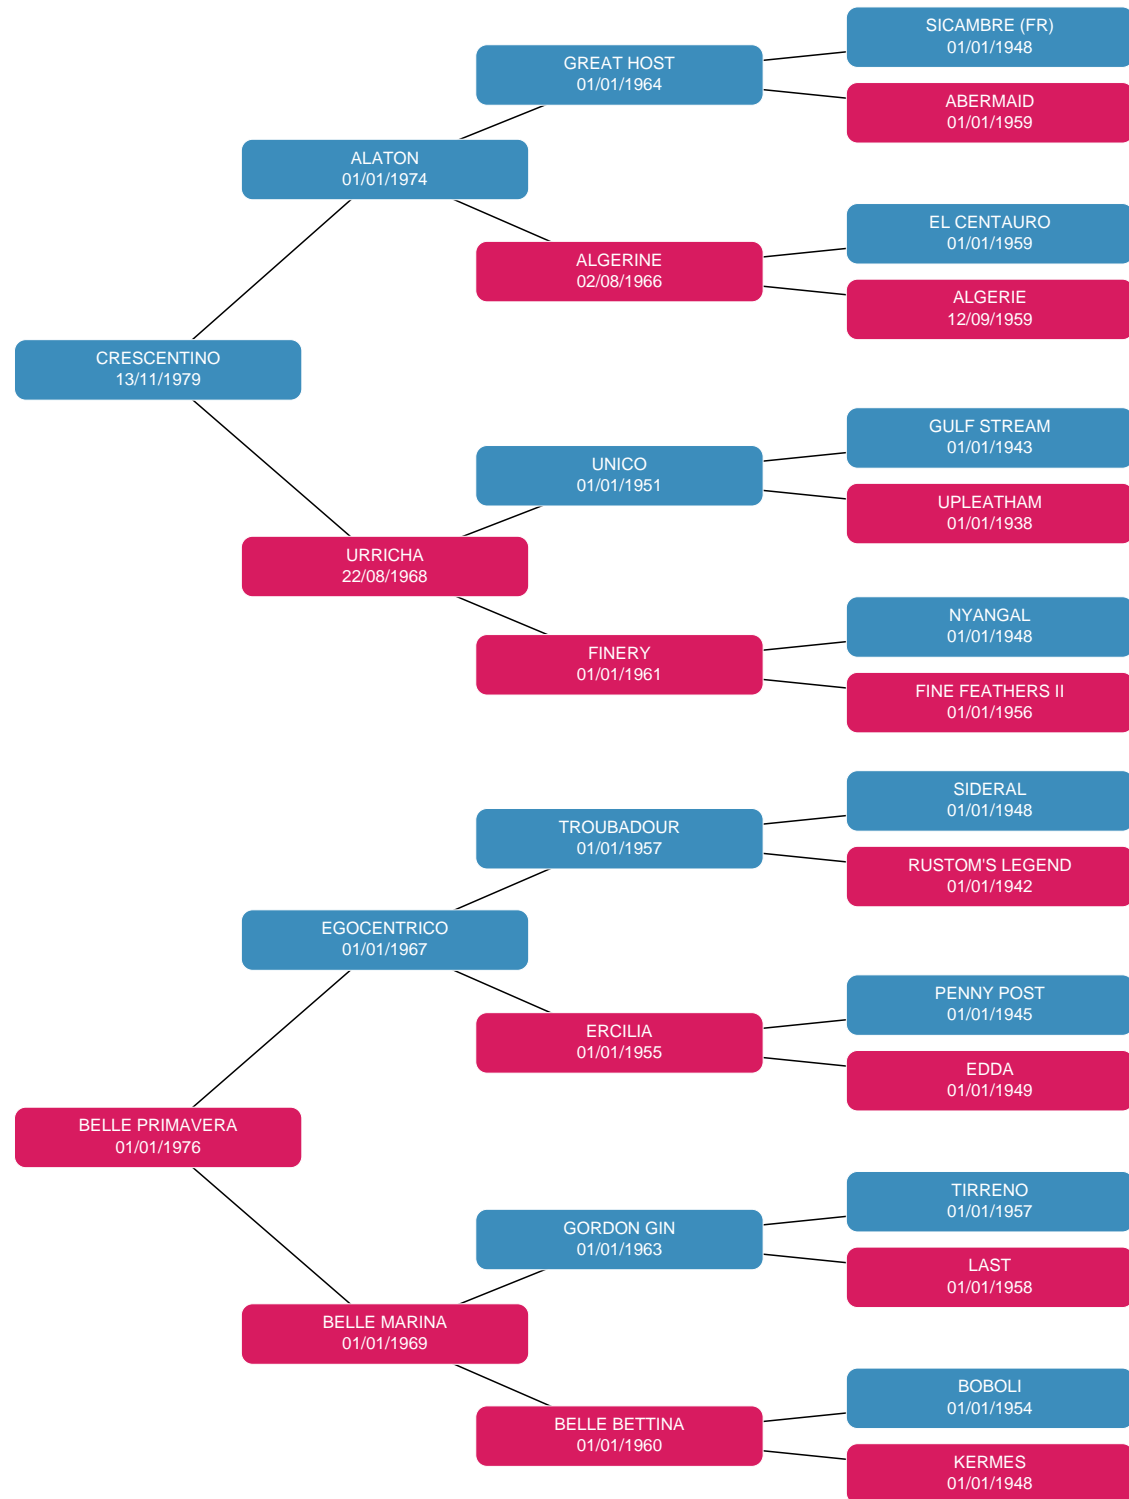 SICAMBRE (FR)
01/01/1948
GREAT HOST
01/01/1964
ABERMAID
01/01/1959
ALATON
01/01/1974
EL CENTAURO
01/01/1959
ALGERINE
02/08/1966
ALGERIE
12/09/1959
CRESCENTINO
13/11/1979
GULF STREAM
01/01/1943
UNICO
01/01/1951
UPLEATHAM
01/01/1938
URRICHA
22/08/1968
NYANGAL
01/01/1948
FINERY
01/01/1961
FINE FEATHERS II
01/01/1956
SIDERAL
01/01/1948
TROUBADOUR
01/01/1957
RUSTOM'S LEGEND
01/01/1942
EGOCENTRICO
01/01/1967
PENNY POST
01/01/1945
ERCILIA
01/01/1955
EDDA
01/01/1949
BELLE PRIMAVERA
01/01/1976
TIRRENO
01/01/1957
GORDON GIN
01/01/1963
LAST
01/01/1958
BELLE MARINA
01/01/1969
BOBOLI
01/01/1954
BELLE BETTINA
01/01/1960
KERMES
01/01/1948